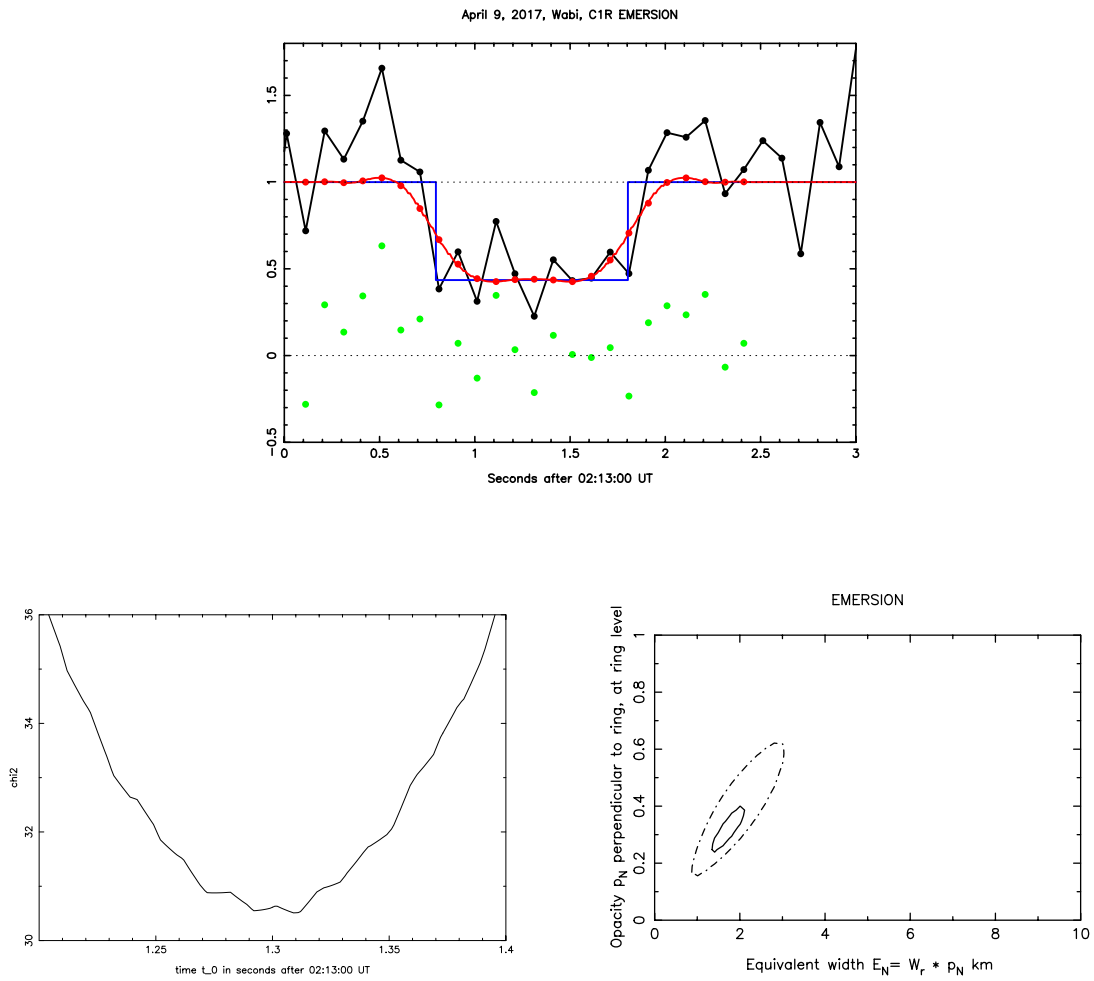 April 9, 2017, Wabi, C1R EMERSION
1.5
1
0.5
0
-0.5
0 0.5 1 1.5 2 2.5 3
Seconds after 02:13:00 UT
36
34
32
30
chi2
1.25 1.3 1.35 1.4
time t_0 in seconds after 02:13:00 UT
EMERSION
1
0.8
0.6
0.4
0.2
0
Opacity p_N perpendicular to ring, at ring level
0 2 4 6 8 10
Equivalent width E_N= W_r * p_N km